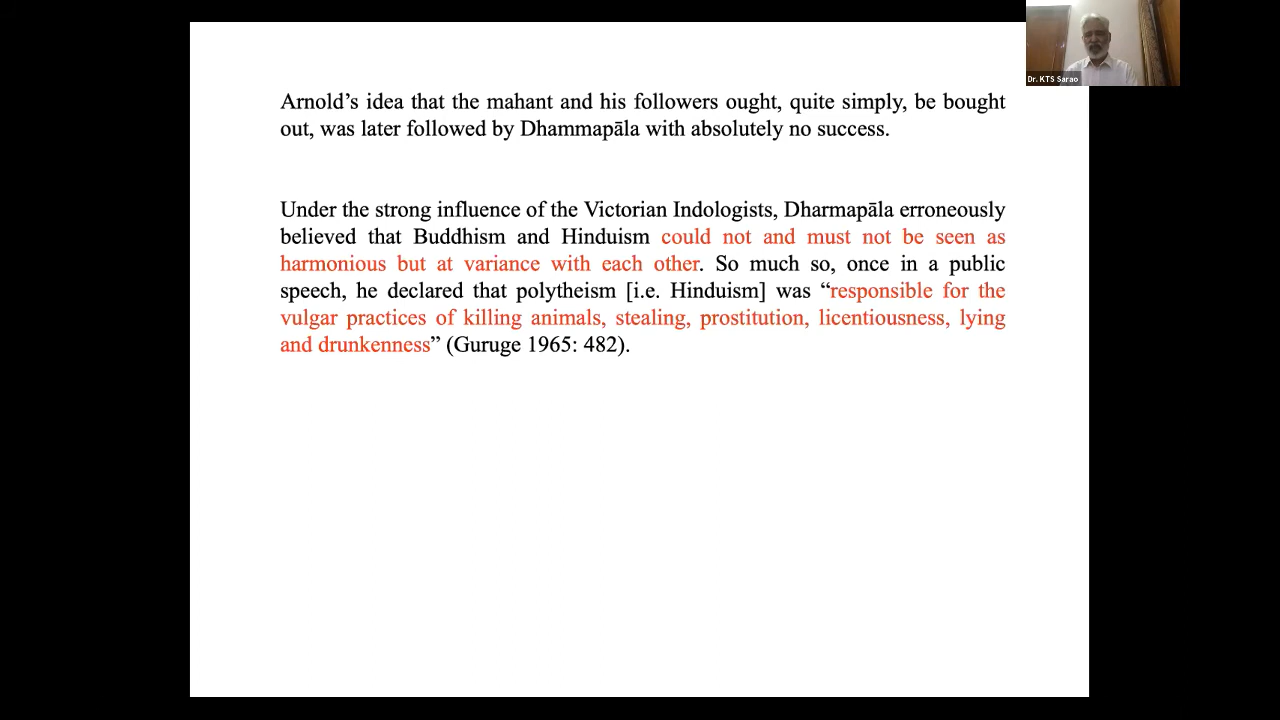 Dr. KTS Sarao
Arnold’s idea that the mahant and his followers ought, quite simply, be bought
out, was later followed by Dhammapāla with absolutely no success.
Under the strong influence of the Victorian Indologists, Dharmapāla erroneously
believed that Buddhism and Hinduism could not and must not be seen as
harmonious but at variance with each other. So much so, once in a public
speech, he declared that polytheism [i.e. Hinduism] was “responsible for the
vulgar practices of killing animals, stealing, prostitution, licentiousness, lying
and drunkenness” (Guruge 1965: 482).